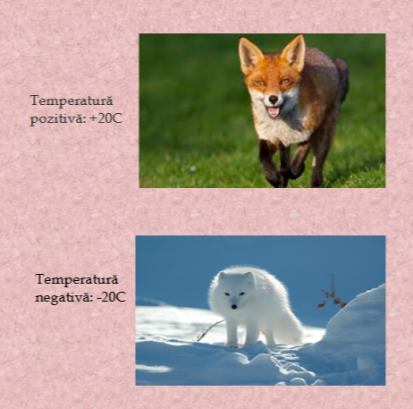 Temperatură
pozitivă: +20C
Temperatură
negativă: -20C